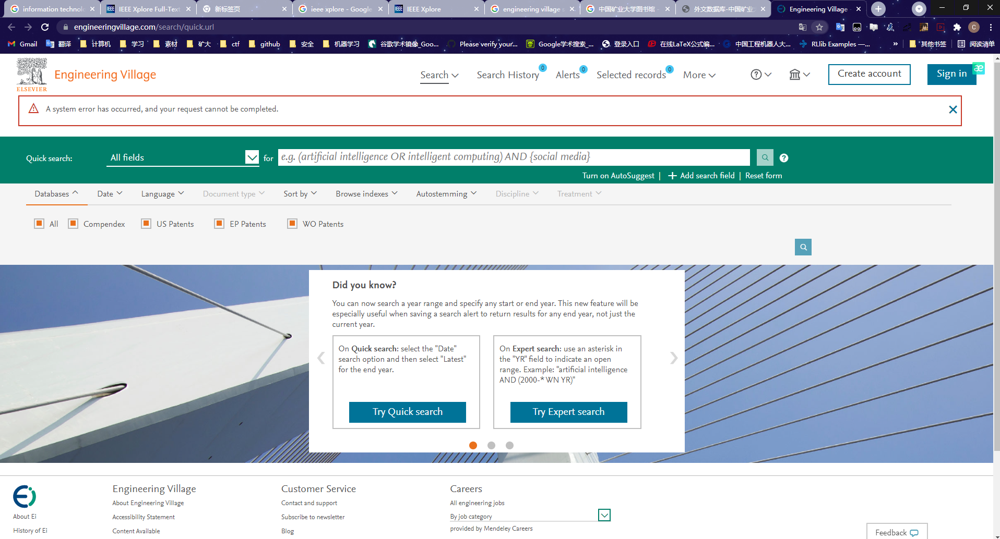 information technolo
IEEE Xplore Full-Text
新标签页
ieee xplore - Google
IEEE Xplore
engineering village s
中国矿业大学图书馆 -
外文数据库-中国矿业
Engineering Village -
engineeringvillage.com/search/quick.url
Gmail 翻译 计算机 学习 素材 矿大 ctf github 安全 机器学习 谷歌学术镜像_Goo... Please verify your... Google学术搜索_... 登录入口 在线LaTeX公式编... 中国工程机器人大... RLlib Examples —... » 其他书签 阅读清单
ELSEVIER
Engineering Village
Search Search History 0 Alerts 0 Selected records 0 More
Create account
Sign in
A system error has occurred, and your request cannot be completed.
Quick search: All fields for e.g. (artificial intelligence OR intelligent computing) AND {social media}
Turn on AutoSuggest | + Add search field | Reset form
Databases Date Language Document type Sort by Browse indexes Autostemming Discipline Treatment
All Compendex US Patents EP Patents WO Patents
Did you know?
You can now search a year range and specify any start or end year. This new feature will be
especially useful when saving a search alert to return results for any end year, not just the
current year.
On Quick search: select the "Date"
search option and then select "Latest"
for the end year.
Try Quick search
On Expert search: use an asterisk in
the "YR" field to indicate an open
range. Example: "artificial intelligence
AND (2000-* WN YR)"
Try Expert search
About Ei
History of Ei
Engineering Village
About Engineering Village
Accessibility Statement
Content Available
Customer Service
Contact and support
Subscribe to newsletter
Blog
Careers
All engineering jobs
By job category
provided by Mendeley Careers
Feedback